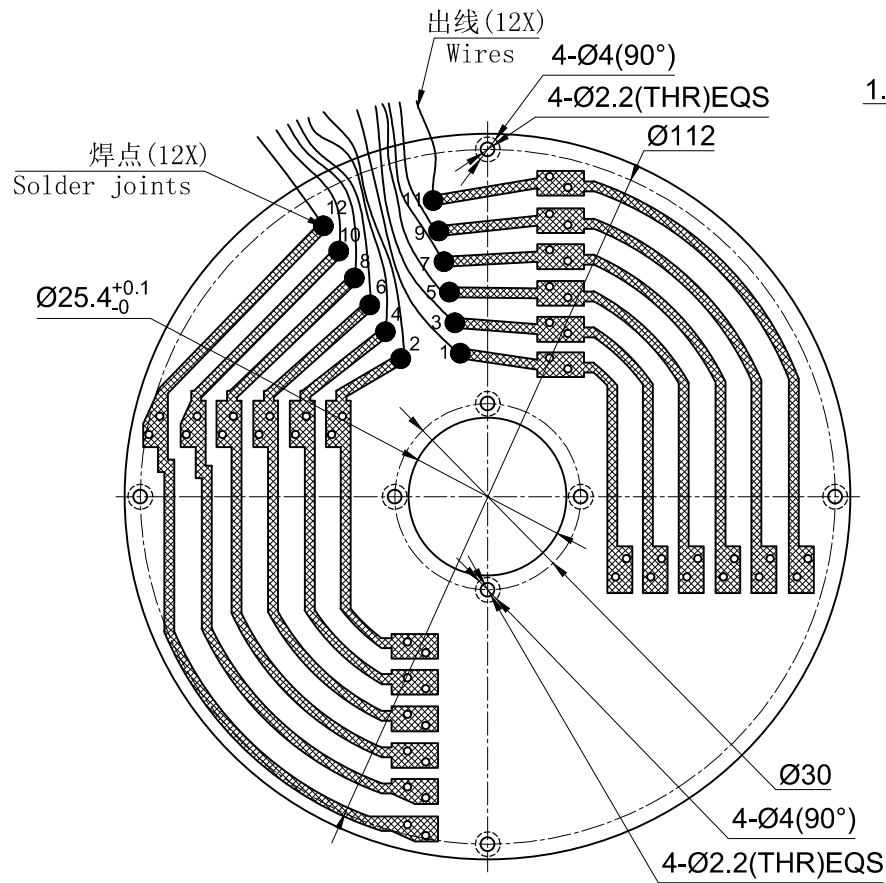 出线(12X)
Wires
4-Ø4(90°)
4-Ø2.2(THR)EQS
1.
Ø112
焊点(12X)
Solder joints
12
11
10
9
8
7
6
5
4
3
2
1
Ø25.4+0.1-0
Ø30
4-Ø4(90°)
4-Ø2.2(THR)EQS